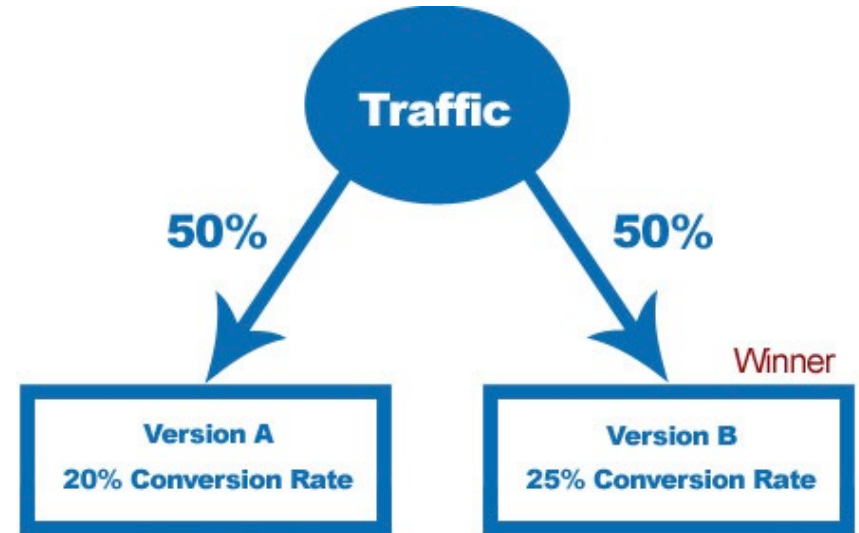 Traffic
50%
50%
Winner
Version A
20% Conversion Rate
Version B
25% Conversion Rate